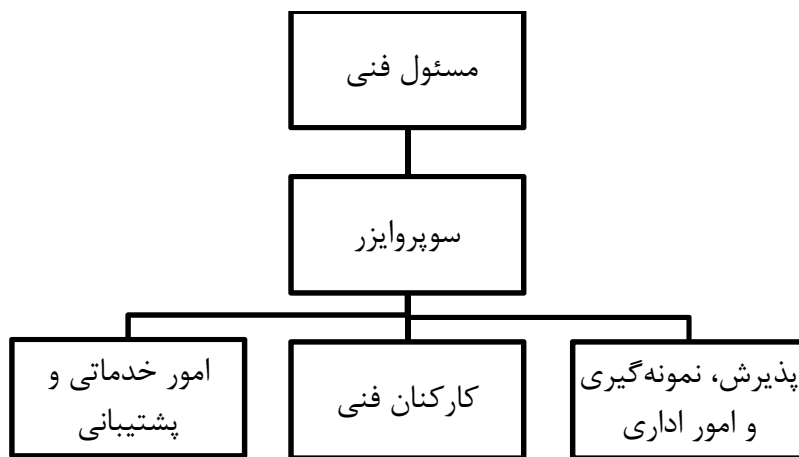 مسئول فنی
سوپروایزر
پذیرش، نمونه‌گیری
و امور اداری
کارکنان فنی
امور خدماتی و
پشتیبانی